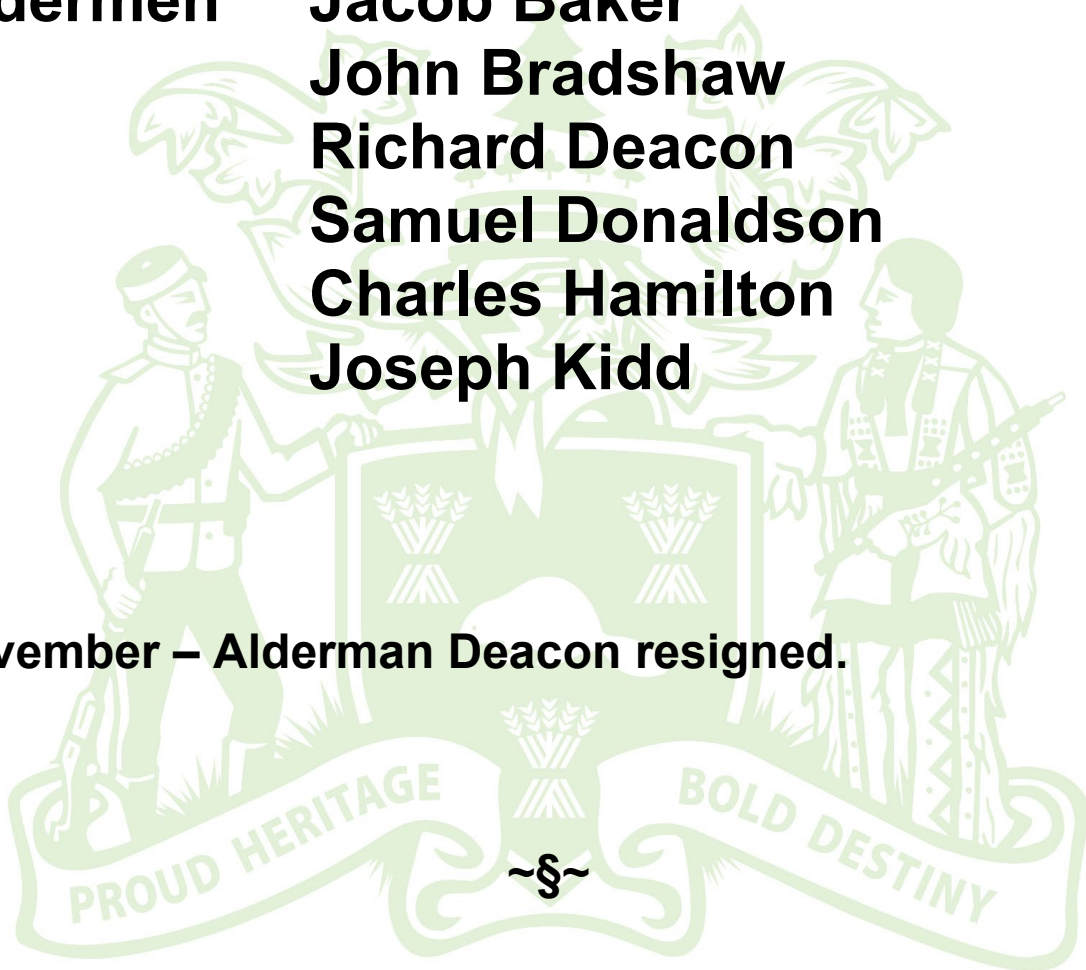 Jacob Baker
John Bradshaw
Richard Deacon
Samuel Donaldson
Charles Hamilton
Joseph Kidd
– Alderman Deacon resigned.
PROUD HERITAGE BOLD DESTINY
~§~